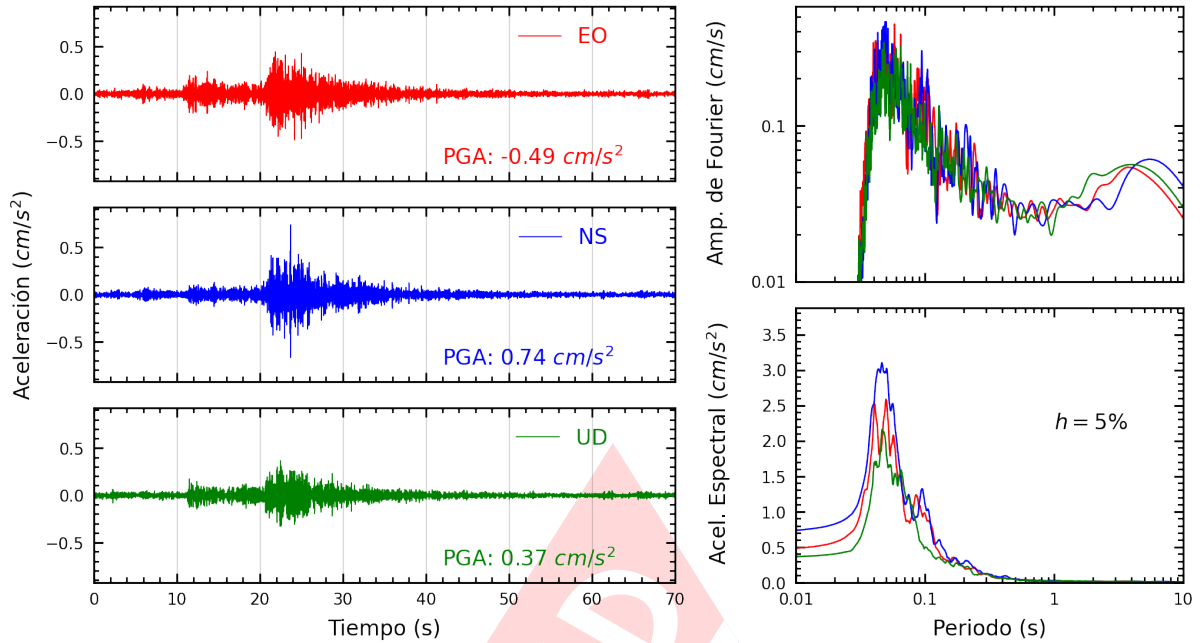 Aceleración (cm/s²)
0.5
0.0
−0.5
EO
PGA: -0.49 cm/s²
0.5
0.0
−0.5
NS
PGA: 0.74 cm/s²
0.5
0.0
−0.5
UD
PGA: 0.37 cm/s²
0 10 20 30 40 50 60 70
Tiempo (s)
Amp. de Fourier (cm/s)
0.1
0.01
Acel. Espectral (cm/s²)
3.5
3.0
2.5
2.0
1.5
1.0
0.5
0.0
h = 5%
0.01 0.1 1 10
Periodo (s)